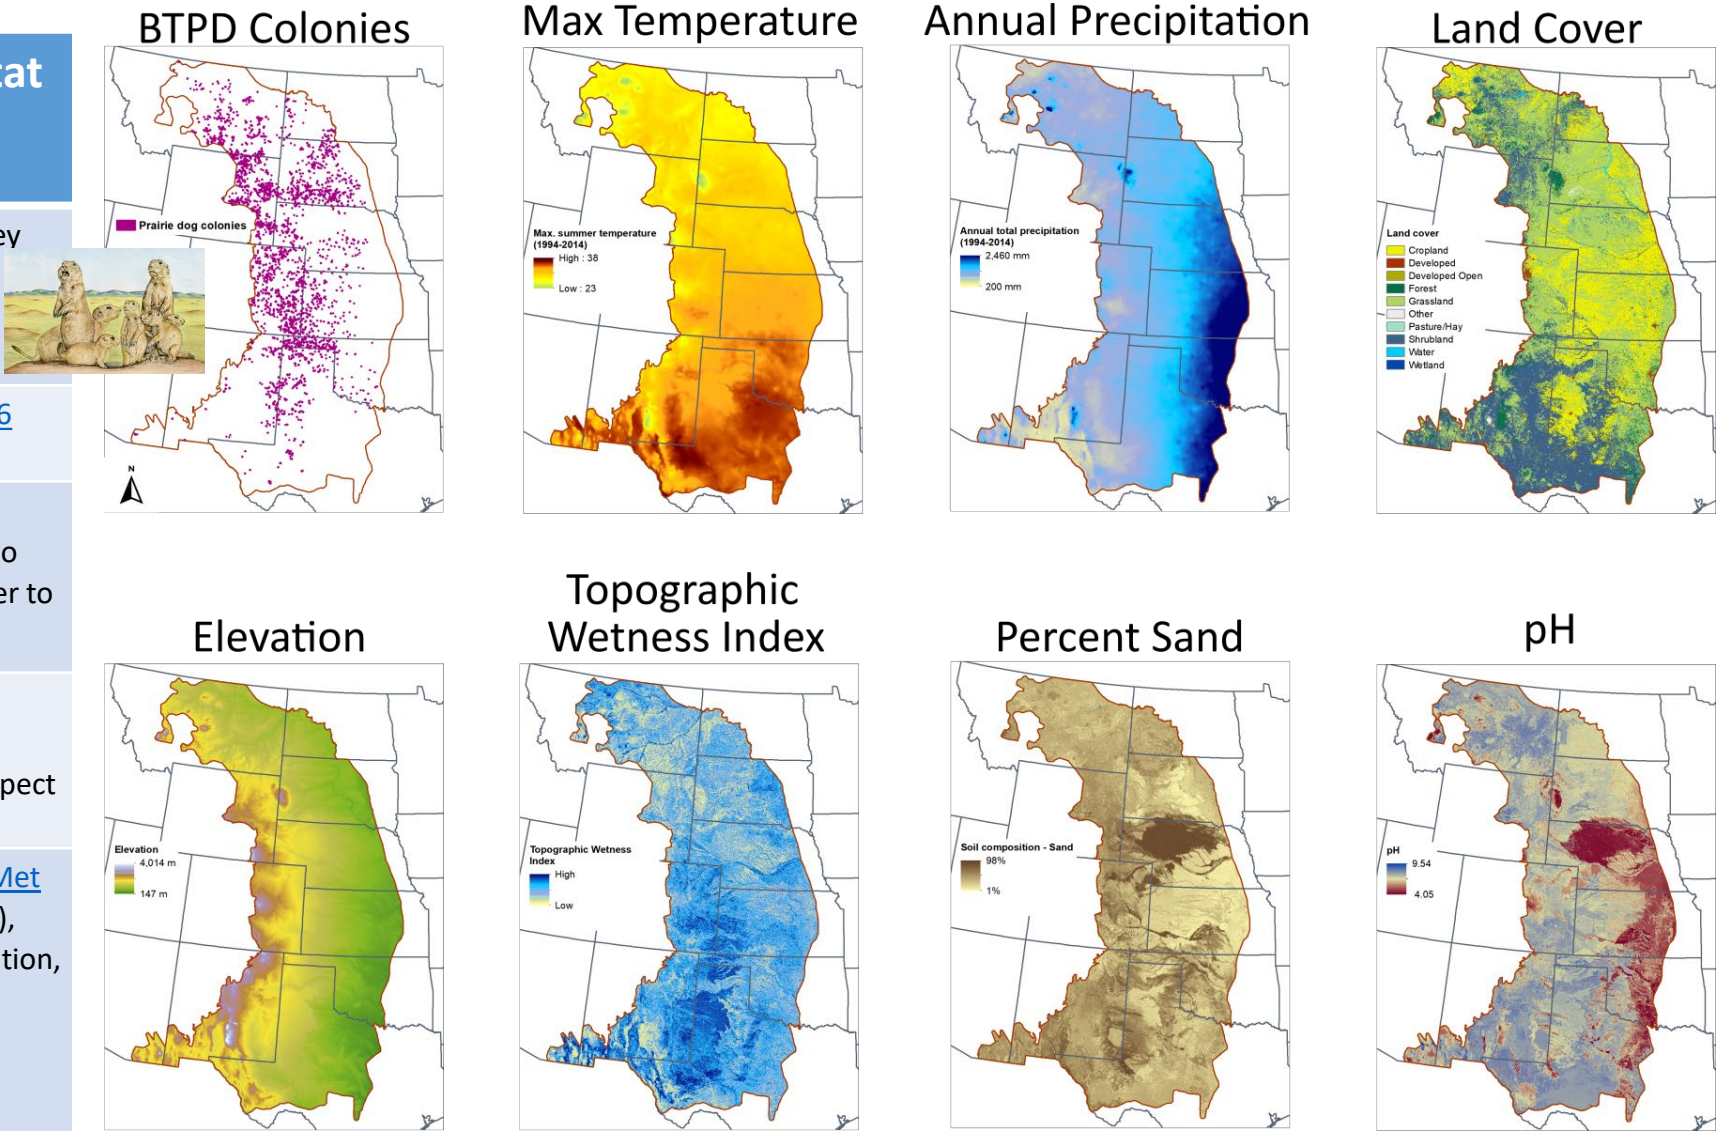 tat
ey
6
o
er to
pect
Met
),
tion,
BTPD Colonies
Prairie dog colonies
N
Max Temperature
Max. summer temperature
(1994-2014)
High : 38
Low : 23
Annual Precipitation
Annual total precipitation
(1994-2014)
2,460 mm
200 mm
Land Cover
Land cover
Cropland
Developed
Developed Open
Forest
Grassland
Other
Pasture/Hay
Shrubland
Water
Wetland
Elevation
Elevation
4,014 m
147 m
Topographic
Wetness Index
Topographic Wetness
Index
High
Low
Percent Sand
Soil composition - Sand
98%
1%
pH
pH
9.54
4.05